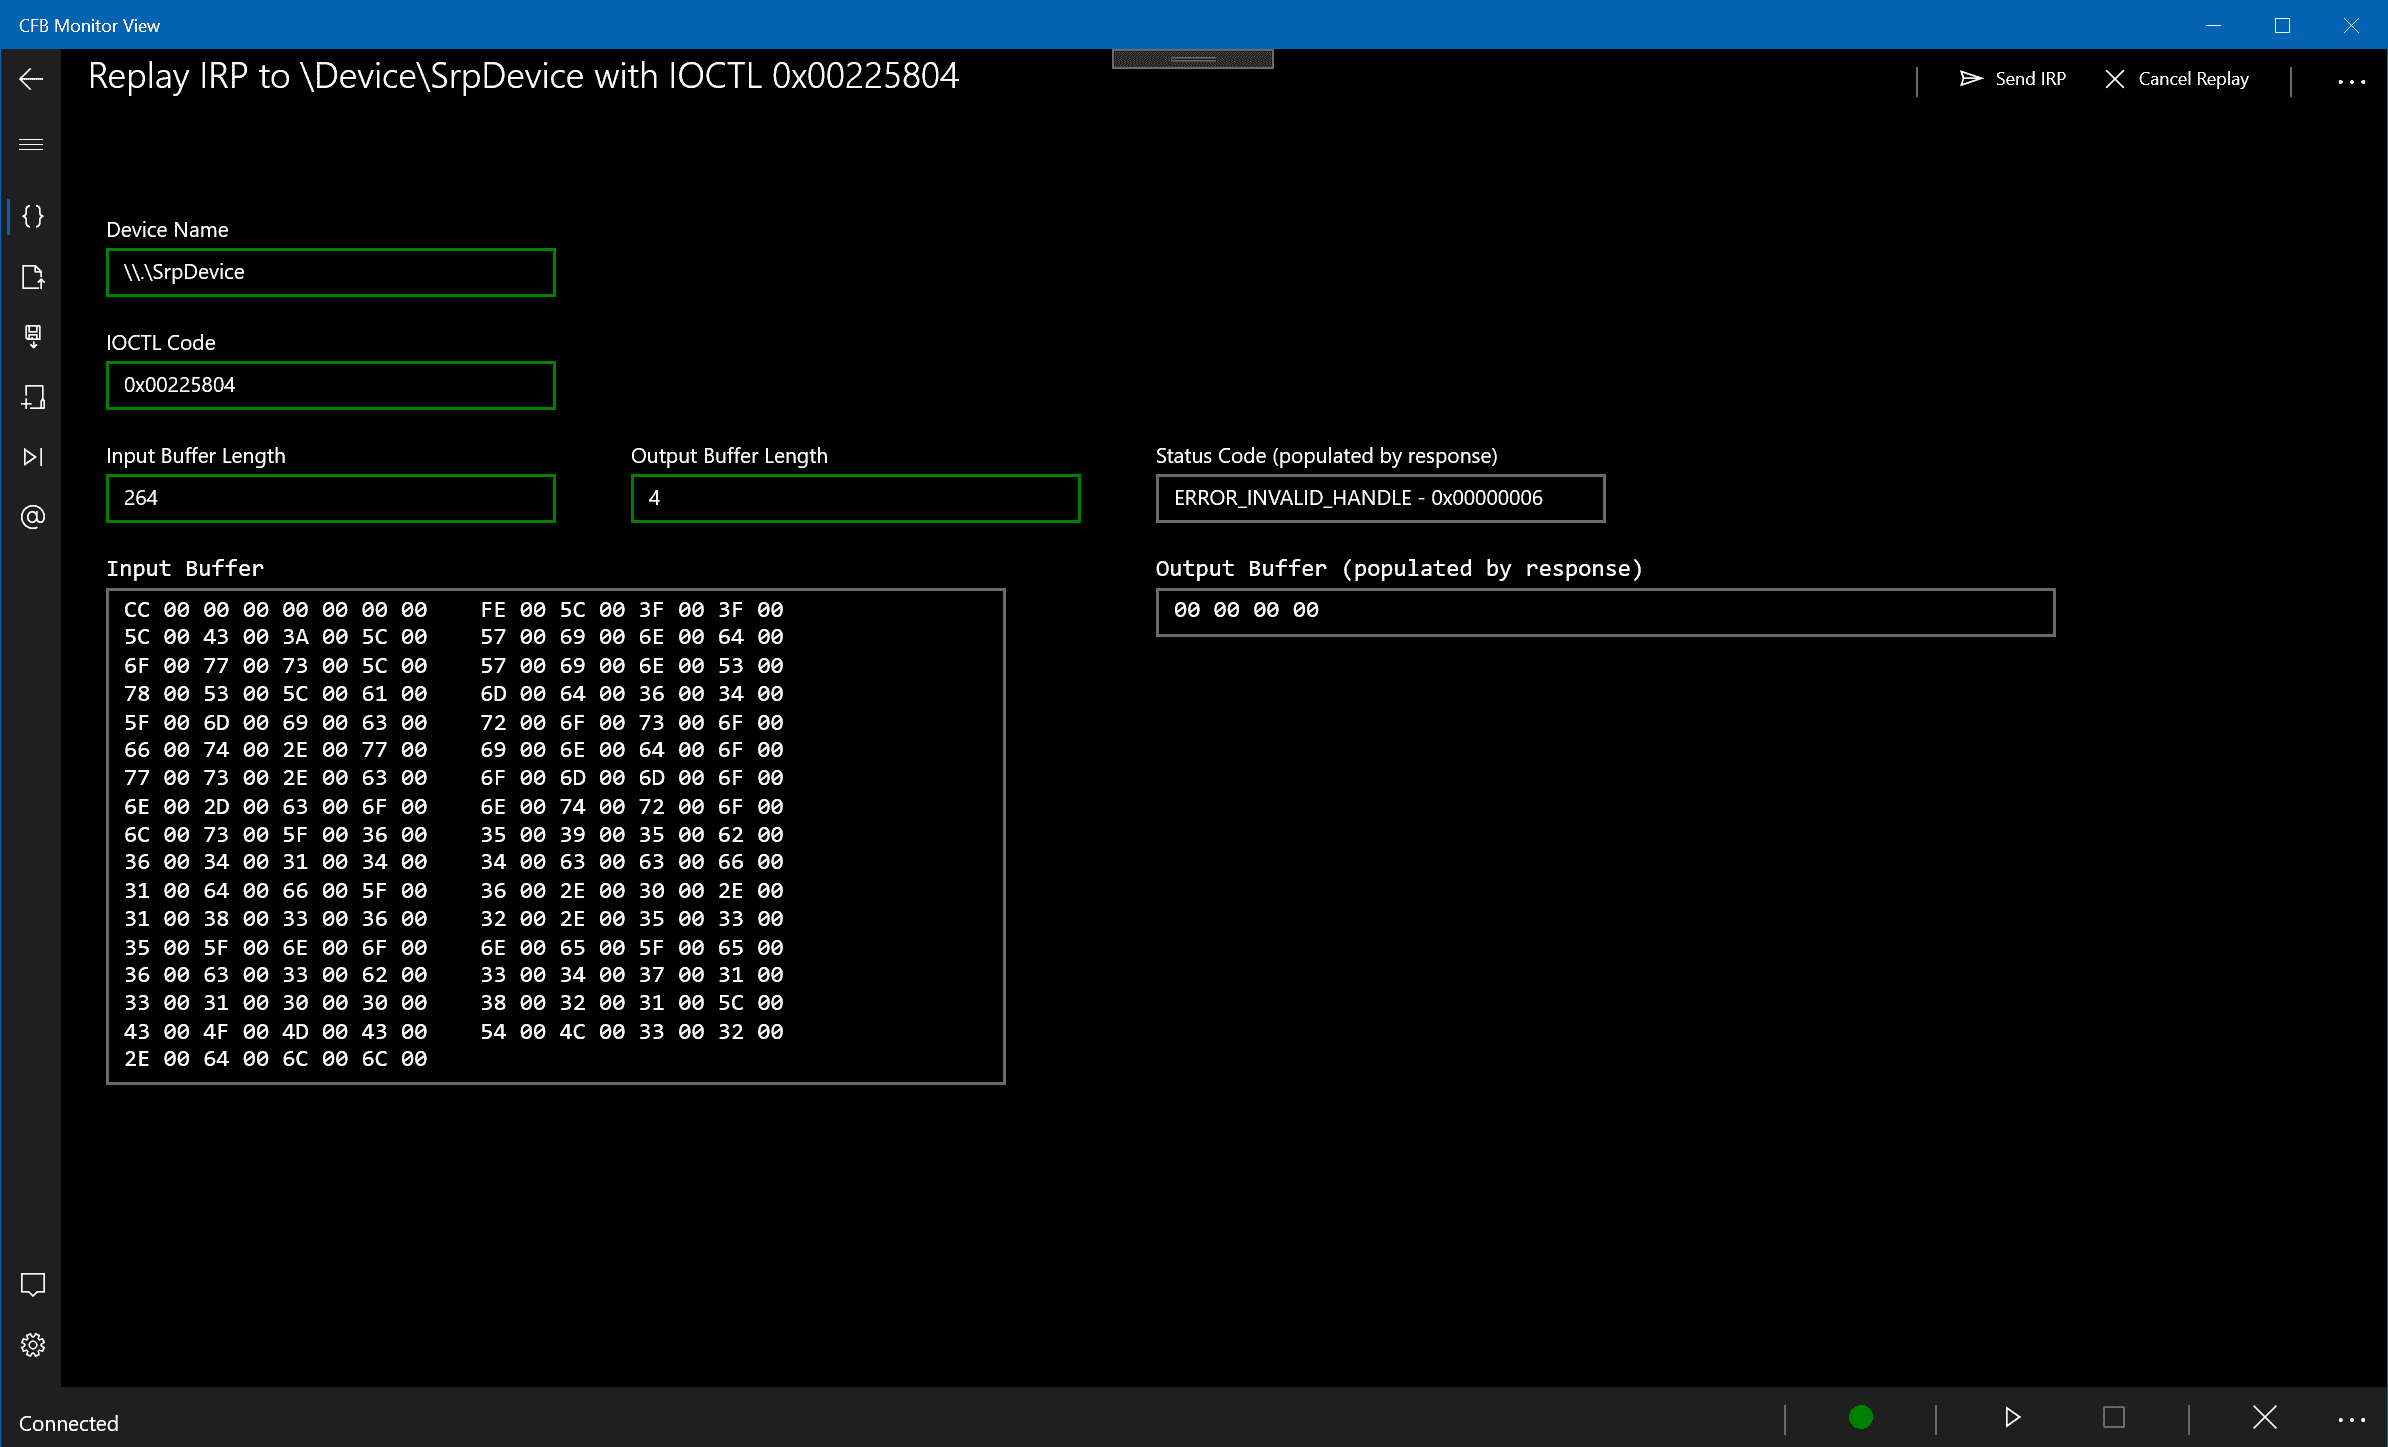 CFB Monitor View
Replay IRP to \Device\SrpDevice with IOCTL 0x00225804
Send IRP
Cancel Replay
Device Name
\\.\SrpDevice
IOCTL Code
0x00225804
Input Buffer Length
Output Buffer Length
Status Code (populated by response)
264
4
ERROR_INVALID_HANDLE - 0x00000006
Input Buffer
Output Buffer (populated by response)
CC 00 00 00 00 00 00 00 FE 00 5C 00 3F 00 3F 00
00 00 00 00
5C 00 43 00 3A 00 5C 00 57 00 69 00 6E 00 64 00
6F 00 77 00 73 00 5C 00 57 00 69 00 6E 00 53 00
78 00 53 00 5C 00 61 00 6D 00 64 00 36 00 34 00
5F 00 6D 00 69 00 63 00 72 00 6F 00 73 00 6F 00
66 00 74 00 2E 00 77 00 69 00 6E 00 64 00 6F 00
77 00 73 00 2E 00 63 00 6F 00 6D 00 6D 00 6F 00
6E 00 2D 00 63 00 6F 00 6E 00 74 00 72 00 6F 00
6C 00 73 00 5F 00 36 00 35 00 39 00 35 00 62 00
36 00 34 00 31 00 34 00 34 00 63 00 63 00 66 00
31 00 64 00 66 00 5F 00 36 00 2E 00 30 00 2E 00
31 00 38 00 33 00 36 00 32 00 2E 00 35 00 33 00
35 00 5F 00 6E 00 6F 00 6E 00 65 00 5F 00 65 00
36 00 63 00 33 00 62 00 33 00 34 00 37 00 31 00
33 00 31 00 30 00 30 00 38 00 32 00 31 00 5C 00
43 00 4F 00 4D 00 43 00 54 00 4C 00 33 00 32 00
2E 00 64 00 6C 00 6C 00
Connected